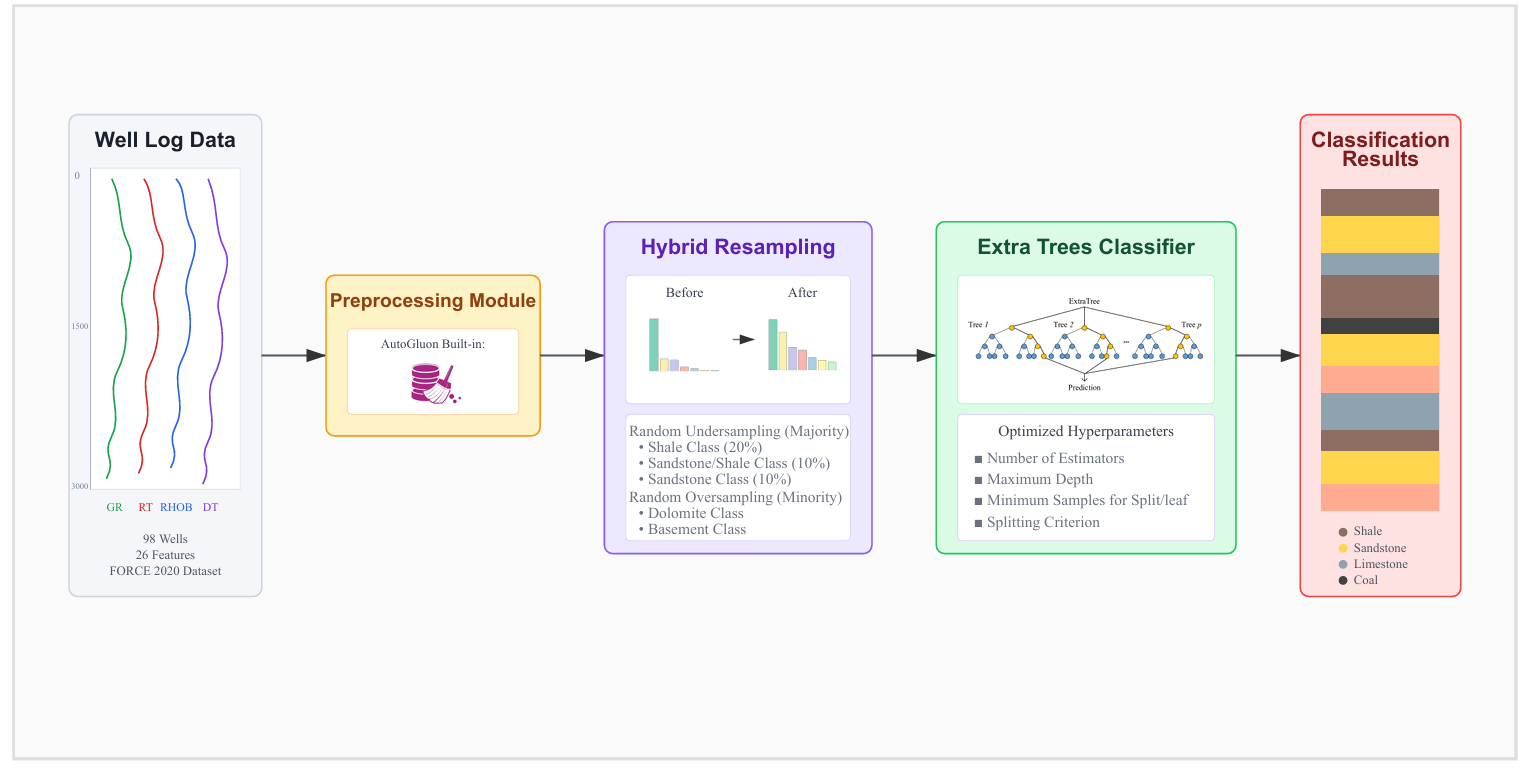 Well Log Data
0
1500
3000
GR RT RHOB DT
98 Wells
26 Features
FORCE 2020 Dataset
Preprocessing Module
AutoGluon Built-in:
Hybrid Resampling
Before After
Random Undersampling (Majority)
• Shale Class (20%)
• Sandstone/Shale Class (10%)
• Sandstone Class (10%)
Random Oversampling (Minority)
• Dolomite Class
• Basement Class
Extra Trees Classifier
ExtraTree
Tree 1 Tree 2 Tree p
...
Prediction
Optimized Hyperparameters
■ Number of Estimators
■ Maximum Depth
■ Minimum Samples for Split/leaf
■ Splitting Criterion
Classification
Results
Shale
Sandstone
Limestone
Coal